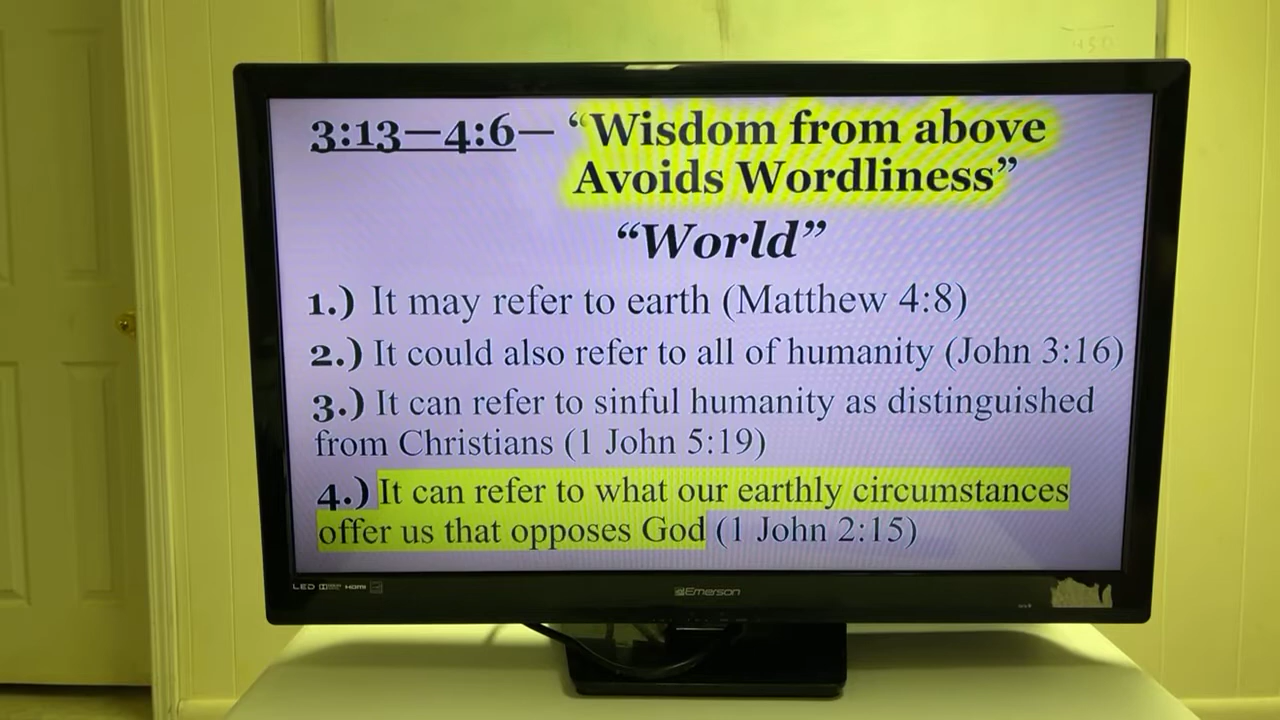 450
3:13—4:6— “Wisdom from above
Avoids Wordliness”
“World”
1.) It may refer to earth (Matthew 4:8)
2.) It could also refer to all of humanity (John 3:16)
3.) It can refer to sinful humanity as distinguished
from Christians (1 John 5:19)
4.) It can refer to what our earthly circumstances
offer us that opposes God (1 John 2:15)
LED HDMI
Emerson